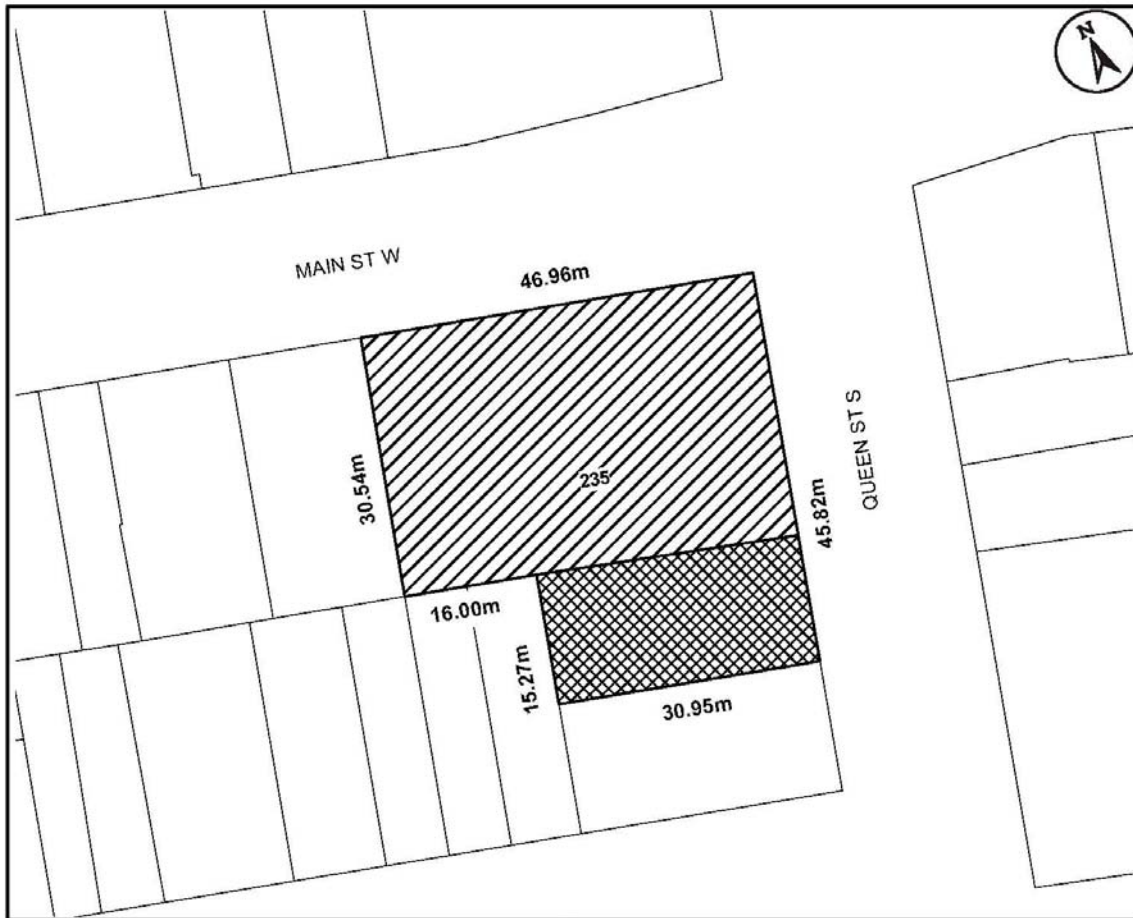 N
MAIN ST W
46.96m
30.54m
235
QUEEN ST S
45.82m
16.00m
15.27m
30.95m